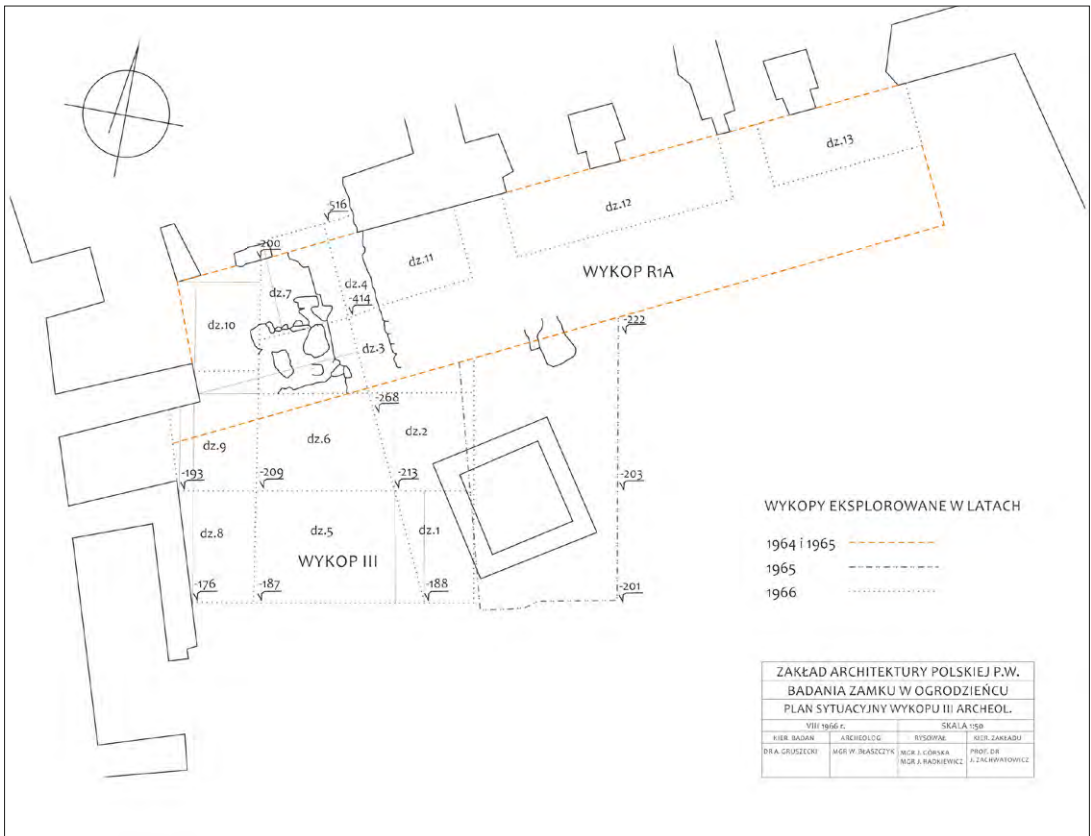 dz.13
dz.12
-516
-200
dz.11
WYKOP R1A
dz.4
dz.7
-414
dz.10
-222
dz.3
-268
dz.2
dz.6
dz.9
-193
-209
-213
-203
WYKOPY EKSPLOROWANE W LATACH
1964 i 1965
1965
1966
dz.8
dz.5
dz.1
WYKOP III
-176
-187
-188
-201
ZAKŁAD ARCHITEKTURY POLSKIEJ P.W.
BADANIA ZAMKU W OGRODZIEŃCU
PLAN SYTUACYJNY WYKOPU III ARCHEOL.
VIII 1966 r. SKALA 1:50
KIER. BADAŃ ARCHEOLOG RYSOWAŁ KIER. ZAKŁADU
DR A. GRUSZECKI MGR W. BŁASZCZYK MGR J. GÓRSKA PROF. DR
MGR J. RADKIEWICZ J. ZACHWATOWICZ